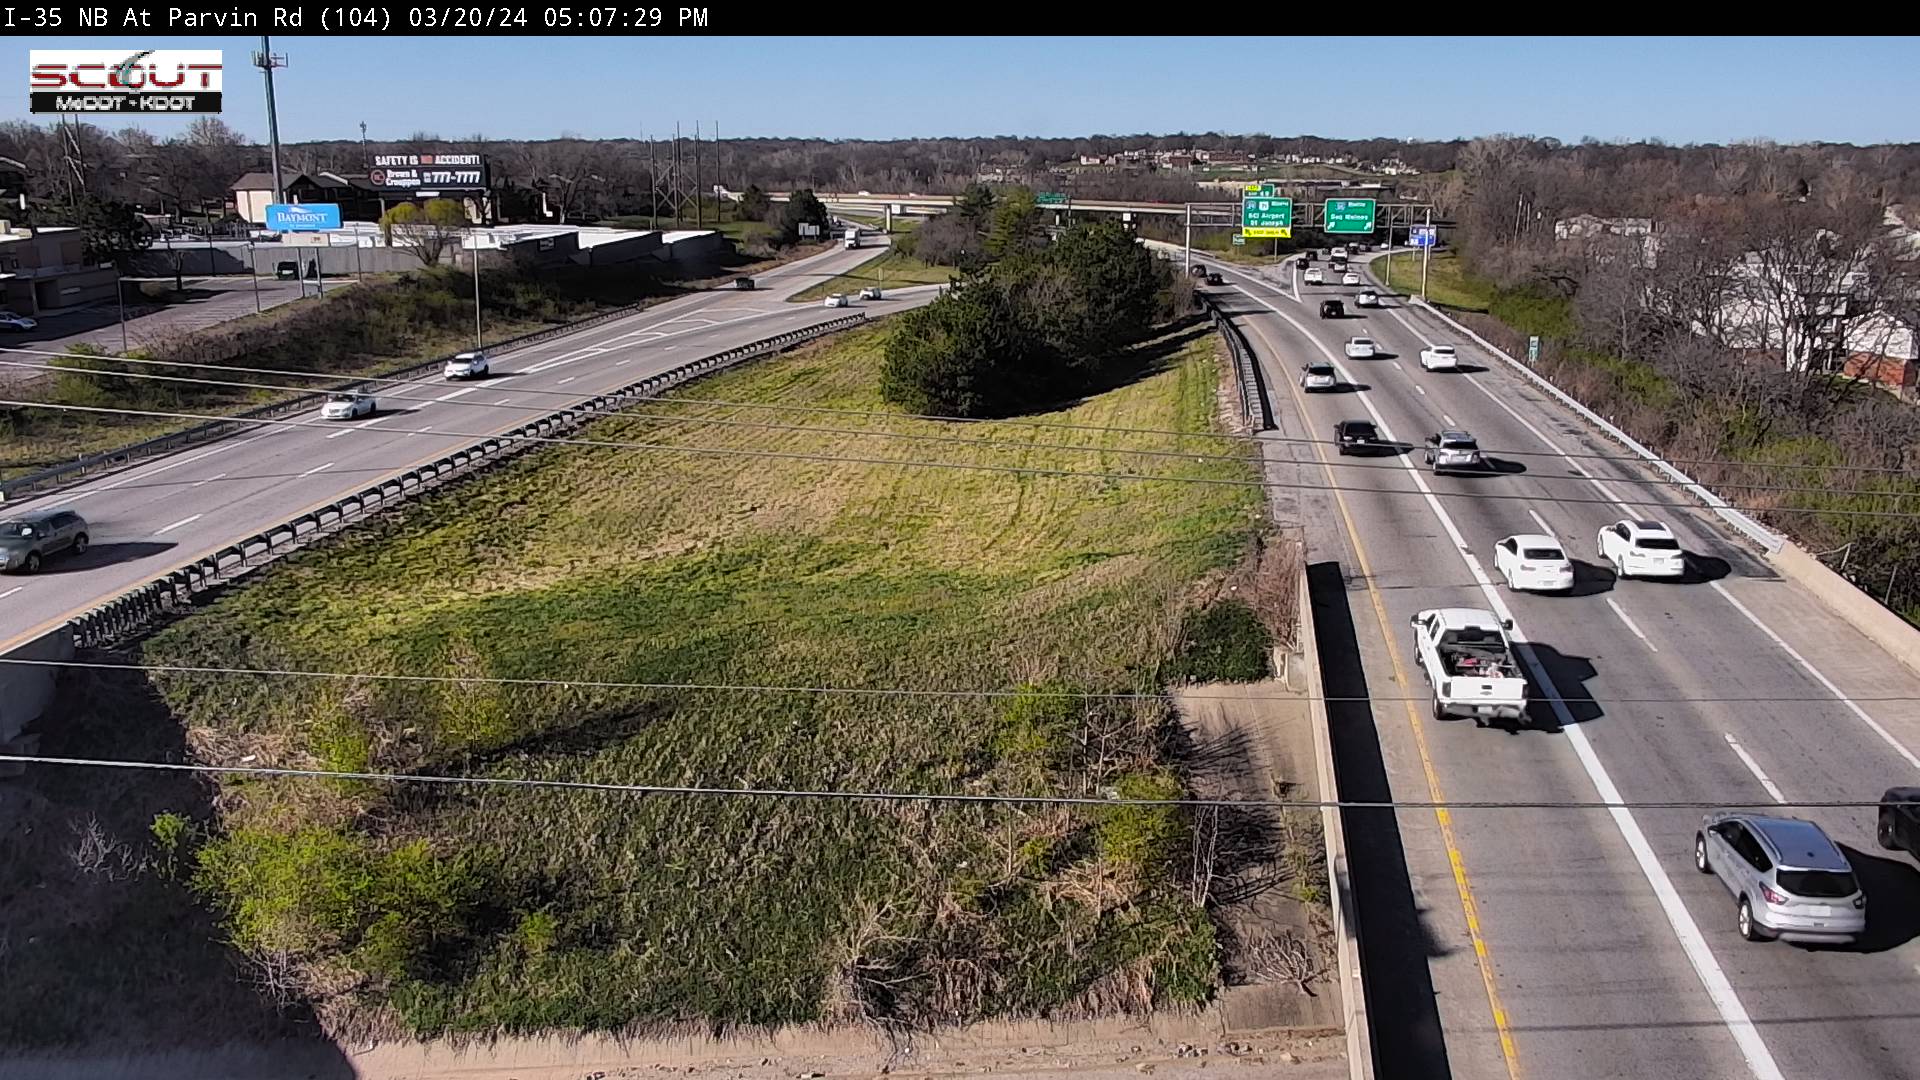 I-35 NB At Parvin Rd (104) 03/20/24 05:07:29 PM
SCOUT
MoDOT - KDOT
SAFETY IS NO ACCIDENT!
Brown &
Crouppen
777-7777
BAYMONT
KCI Airport
St Joseph
Des Moines